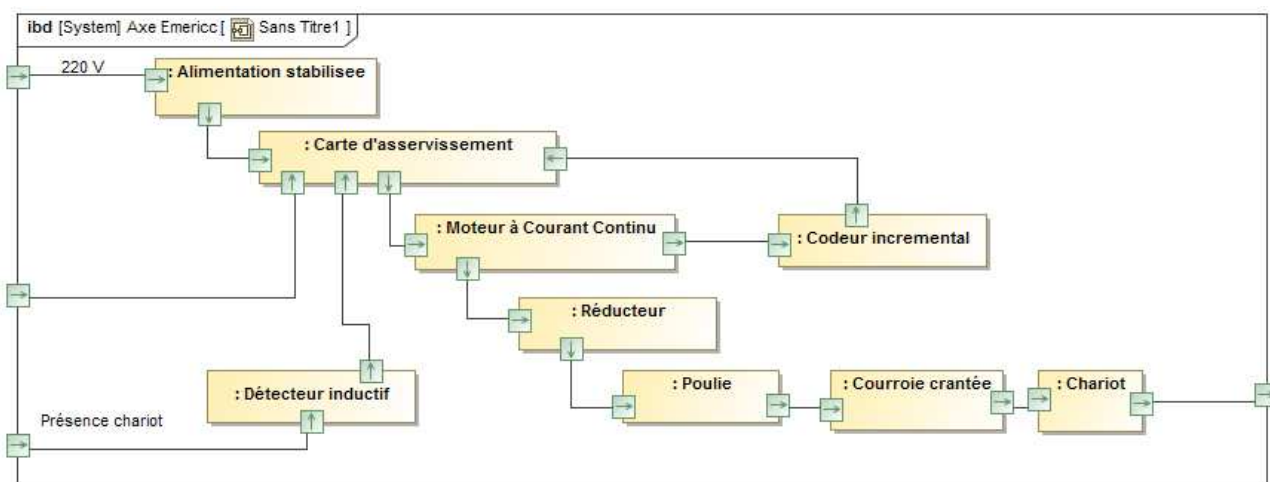 ibd [System] Axe Emericc [ Sans Titre1 ]
220 V
: Alimentation stabilisee
: Carte d'asservissement
: Moteur à Courant Continu
: Codeur incremental
: Réducteur
: Détecteur inductif
: Poulie
: Courroie crantée
: Chariot
Présence chariot